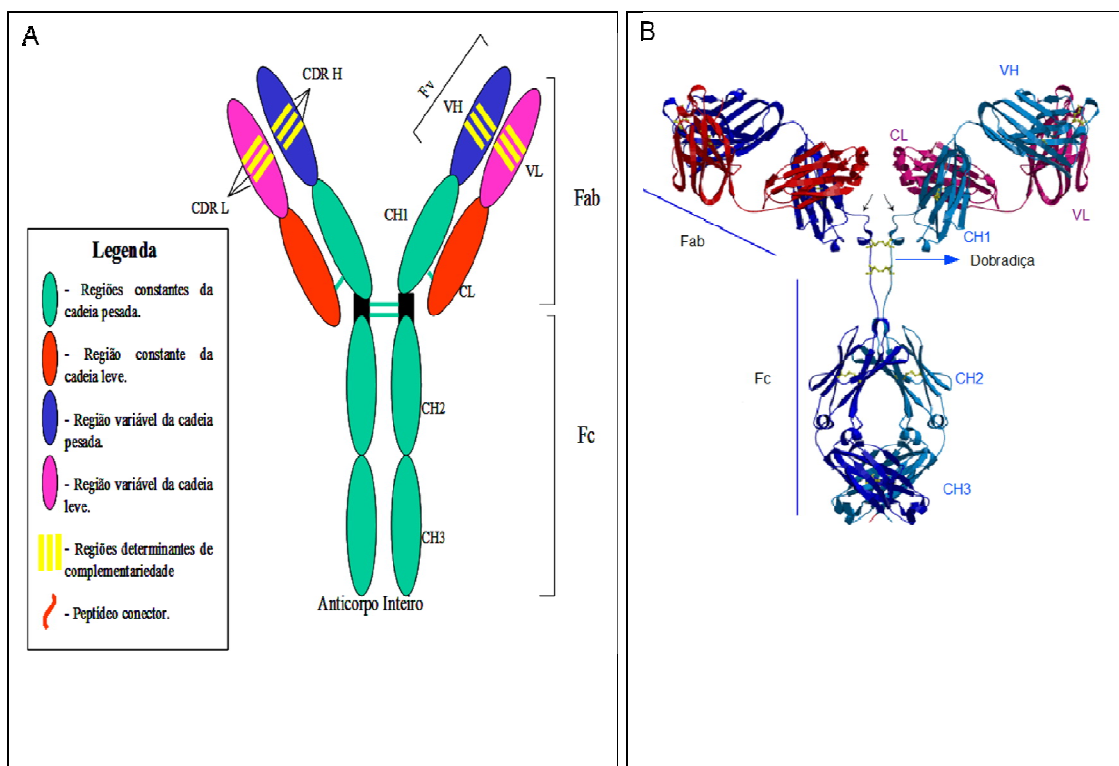 A
CDR H
Fv
VH
VL
CDR L
CH1
Fab
CL
CH2
Fc
CH3
Anticorpo Inteiro
Legenda
- Regiões constantes da
cadeia pesada.
- Região constante da
cadeia leve.
- Região variável da cadeia
pesada.
- Região variável da cadeia
leve.
- Regiões determinantes de
complementariedade
- Peptídeo conector.
B
VH
CL
VL
Fab
CH1
Dobradiça
Fc
CH2
CH3